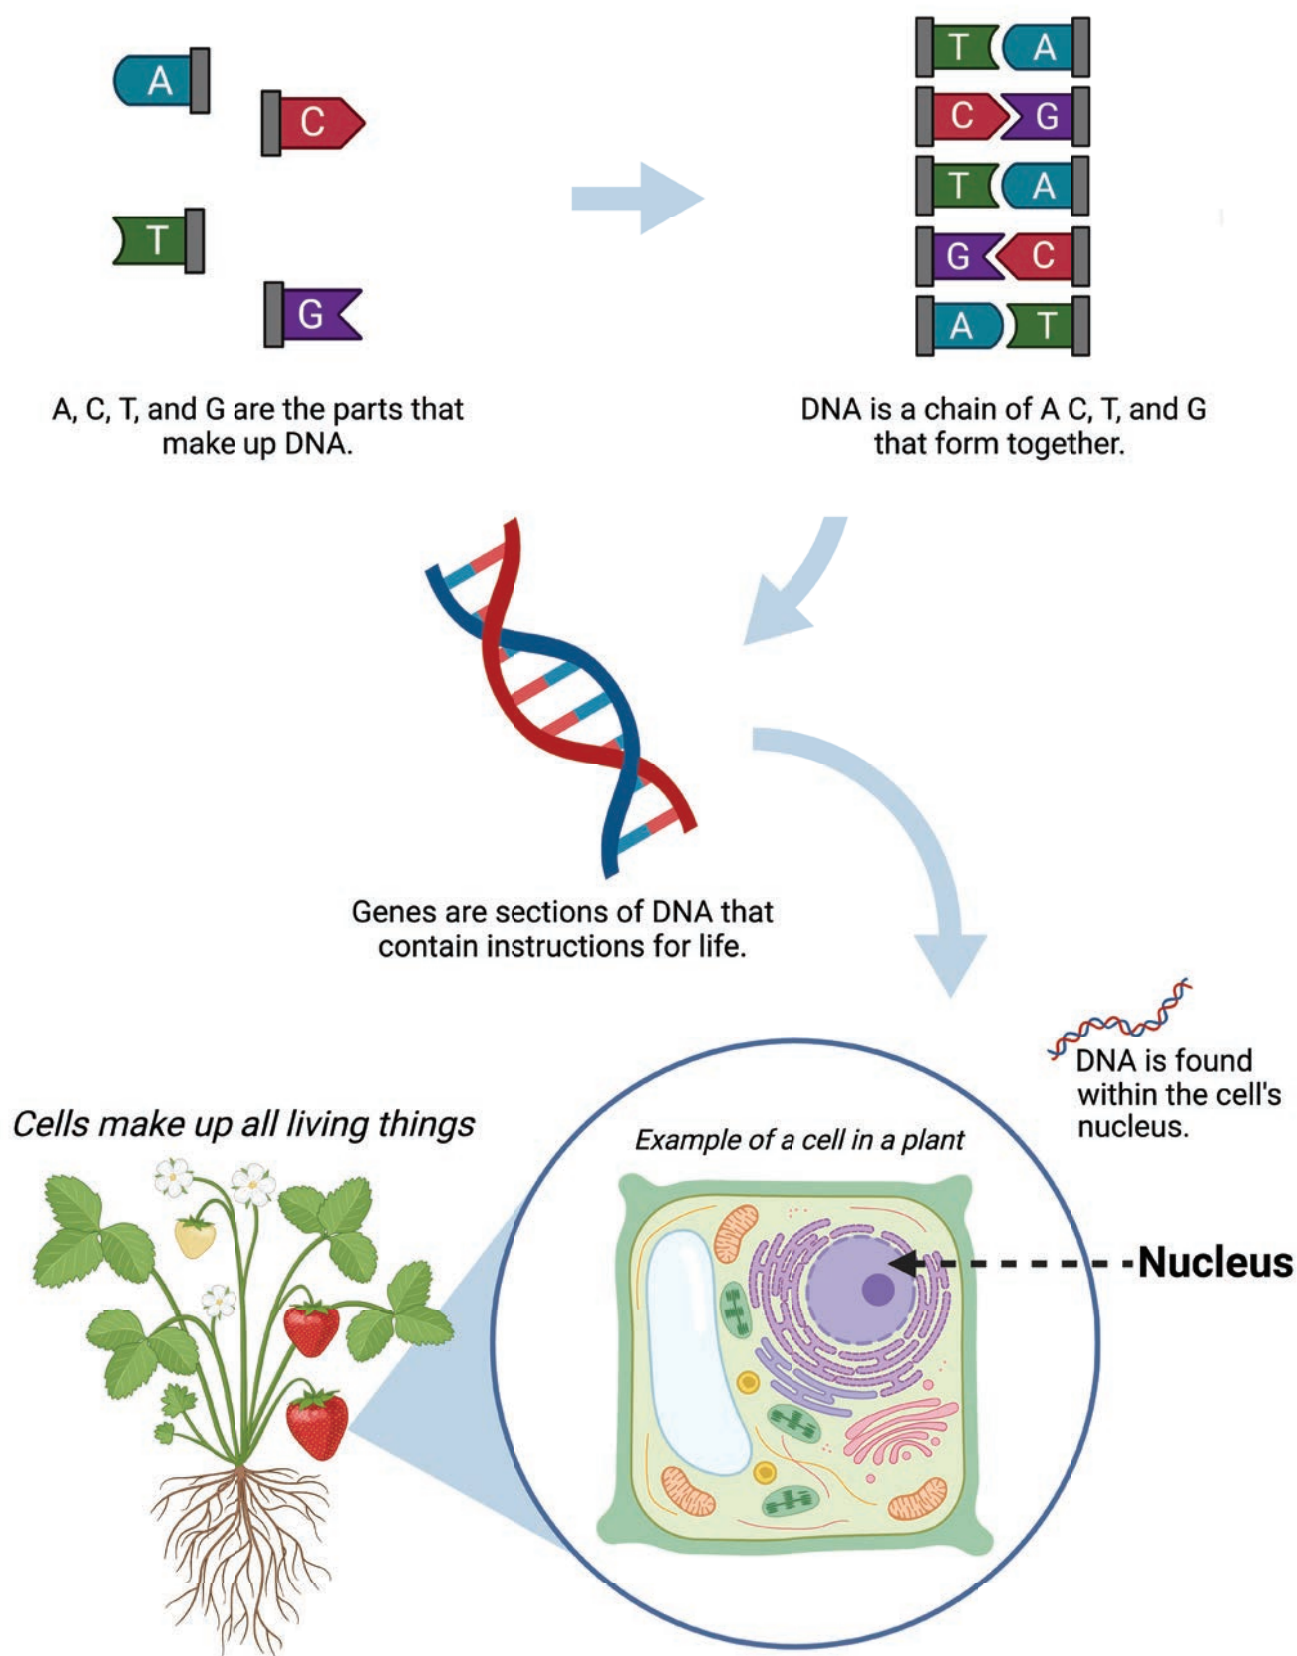 A
C
T
G
A, C, T, and G are the parts that
make up DNA.
T A
C G
T A
G C
A T
DNA is a chain of A C, T, and G
that form together.
Genes are sections of DNA that
contain instructions for life.
DNA is found
within the cell's
nucleus.
Cells make up all living things
Example of a cell in a plant
Nucleus